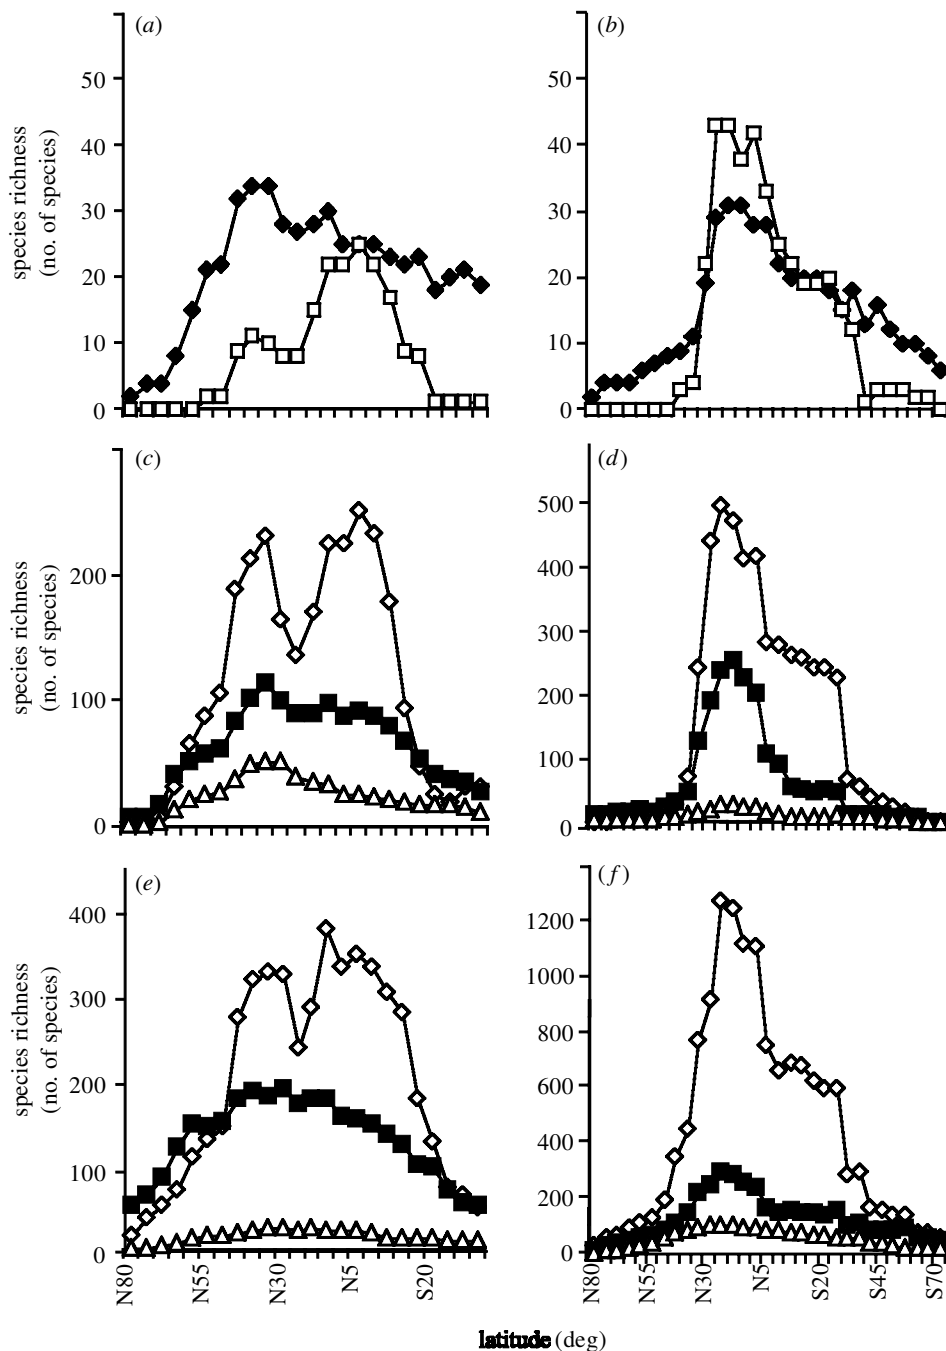 (a)
(b)
50
40
30
20
10
0
species richness
(no. of species)
50
40
30
20
10
0
(c)
(d)
200
100
0
species richness
(no. of species)
500
400
300
200
100
0
(e)
(f)
400
300
200
100
0
species richness
(no. of species)
1200
1000
800
600
400
200
0
N80
N55
N30
N5
S20
N80
N55
N30
N5
S20
S45
S70
latitude (deg)